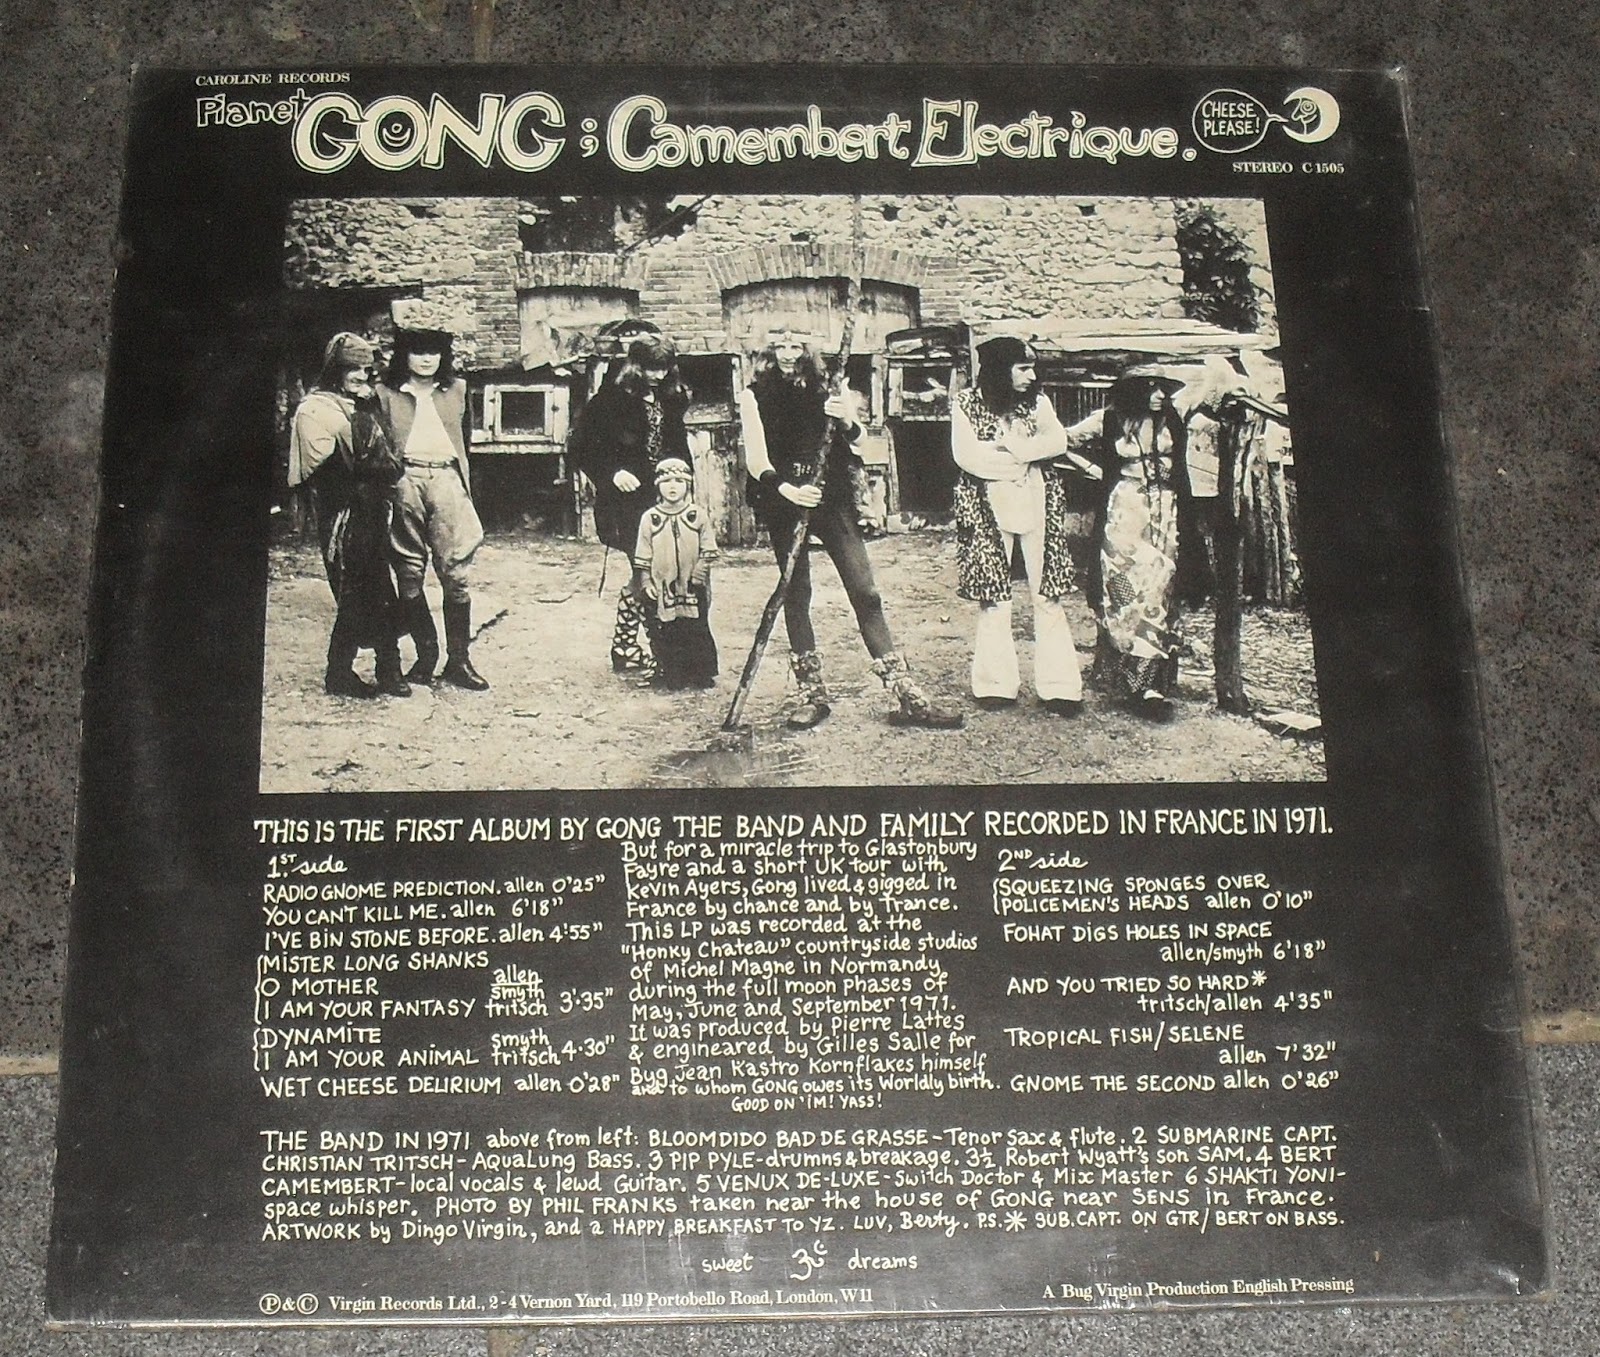 CAROLINE RECORDS
Planet GONG ; Camembert Electrique.
CHEESE, PLEASE!
STEREO C 1505
THIS IS THE FIRST ALBUM BY GONG THE BAND AND FAMILY RECORDED IN FRANCE IN 1971.
1.ST side
RADIO GNOME PREDICTION. allen 0'25"
YOU CAN'T KILL ME. allen 6'18"
I'VE BIN STONE BEFORE. allen 4'55"
MISTER LONG SHANKS
O MOTHER allen
smyth
I AM YOUR FANTASY tritsch 3'·35"
DYNAMITE smyth
I AM YOUR ANIMAL tritsch 4·30"
WET CHEESE DELIRIUM allen 0'28"
But for a miracle trip to Glastonbury
Fayre and a short UK tour with
Kevin Ayers, Gong lived & gigged in
France by chance and by Trance.
This LP was recorded at the
"Honky Chateau" countryside studios
of Michel Magne in Normandy
during the full moon phases of
May, June and September 1971.
It was produced by Pierre Lattes
& engineared by Gilles Salle for
Byg Jean Kastro Kornflakes himself
and to whom GONG owes its Worldly birth.
GOOD ON 'IM! YASS!
2ND side
SQUEEZING SPONGES OVER
POLICEMEN'S HEADS allen 0'10"
FOHAT DIGS HOLES IN SPACE
allen/smyth 6'18"
AND YOU TRIED SO HARD*
tritsch/allen 4'35"
TROPICAL FISH/SELENE
allen 7'32"
GNOME THE SECOND allen 0'26"
THE BAND IN 1971 above from left: BLOOMDIDO BAD DE GRASSE-Tenor Sax & flute. 2 SUBMARINE CAPT.
CHRISTIAN TRITSCH- AQuaLung Bass. 3 PIP PYLE-drumns & breakage. 3½ Robert Wyatt's son SAM. 4 BERT
CAMEMBERT-local vocals & lewd Guitar. 5 VENUX DE-LUXE-Switch Doctor & Mix Master 6 SHAKTI YONI-
space whisper. PHOTO BY PHIL FRANKS taken near the house of GONG near SENS in France.
ARTWORK by Dingo Virgin, and a HAPPY BREAKFAST TO YZ. LUV, Berty. P.S.* SUB.CAPT. ON GTR/ BERT ON BASS.
sweet dreams
Ⓟ & © Virgin Records Ltd., 2-4 Vernon Yard, 119 Portobello Road, London, W11
A Byg Virgin Production English Pressing